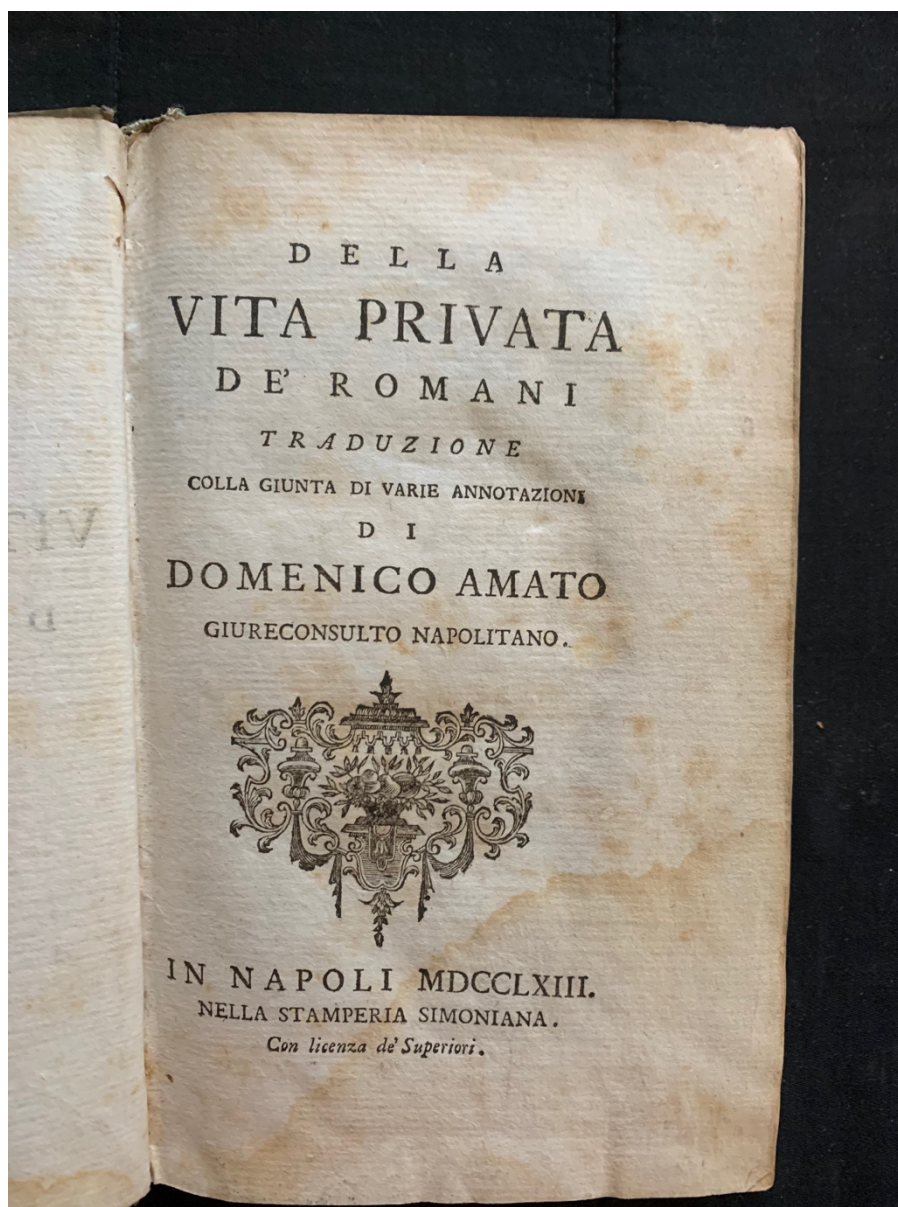 DELLA
VITA PRIVATA
DE' ROMANI
TRADUZIONE
COLLA GIUNTA DI VARIE ANNOTAZIONI
DI
DOMENICO AMATO
GIURECONSULTO NAPOLITANO.
IN NAPOLI MDCCLXIII.
NELLA STAMPERIA SIMONIANA.
Con licenza de' Superiori.